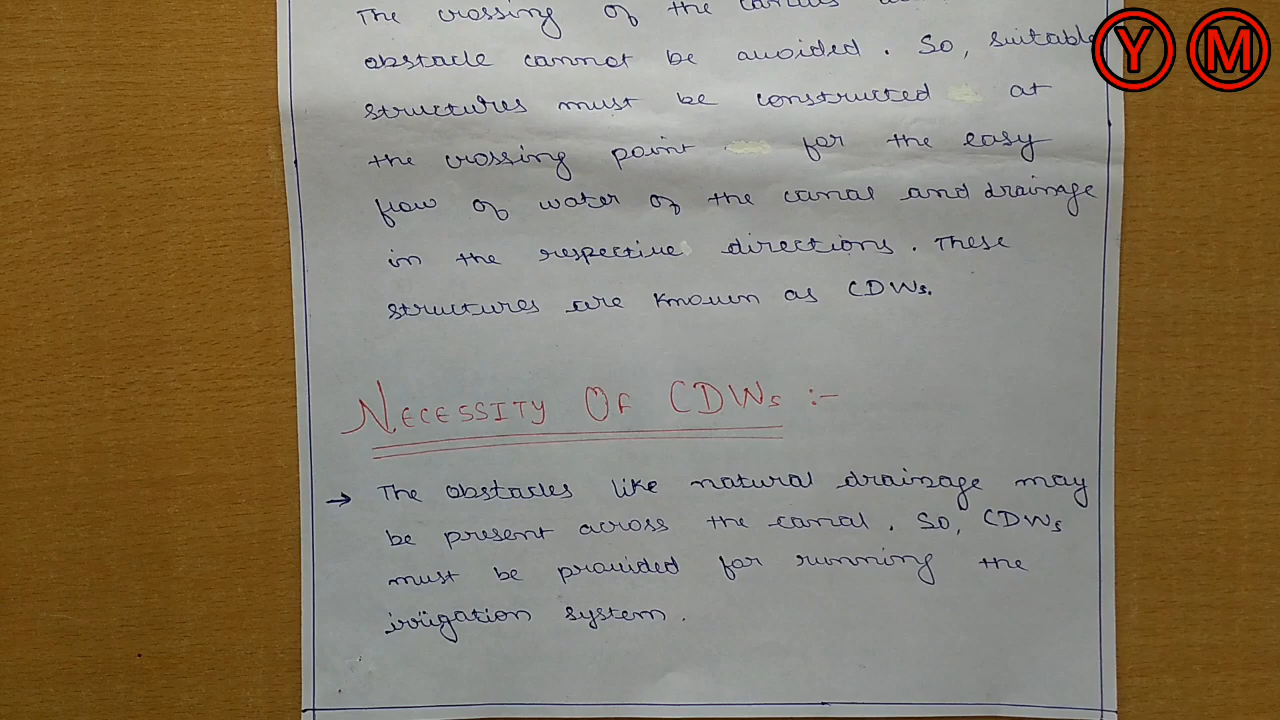 The crossing of the
obstacle cannot be avoided. So, suitable
structures must be constructed at
the crossing point for the easy
flow of water of the canal and drainage
in the respective directions. These
structures are known as CDWs.
NECESSITY OF CDWs :-
→ The obstacles like natural drainage may
be present across the canal. So, CDWs
must be provided for running the
irrigation system.
Y M